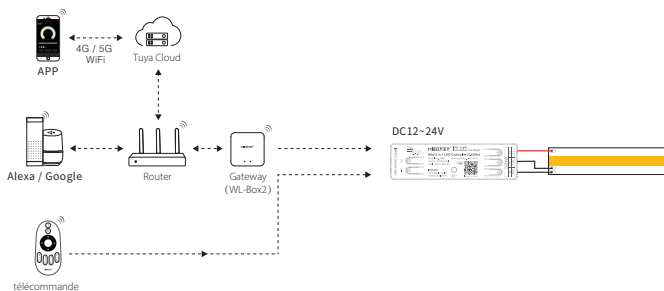 4G / 5G
WiFi
APP
Tuya Cloud
DC12~24V
Alexa / Google
Router
Gateway
(WL-Box2)
télécommande